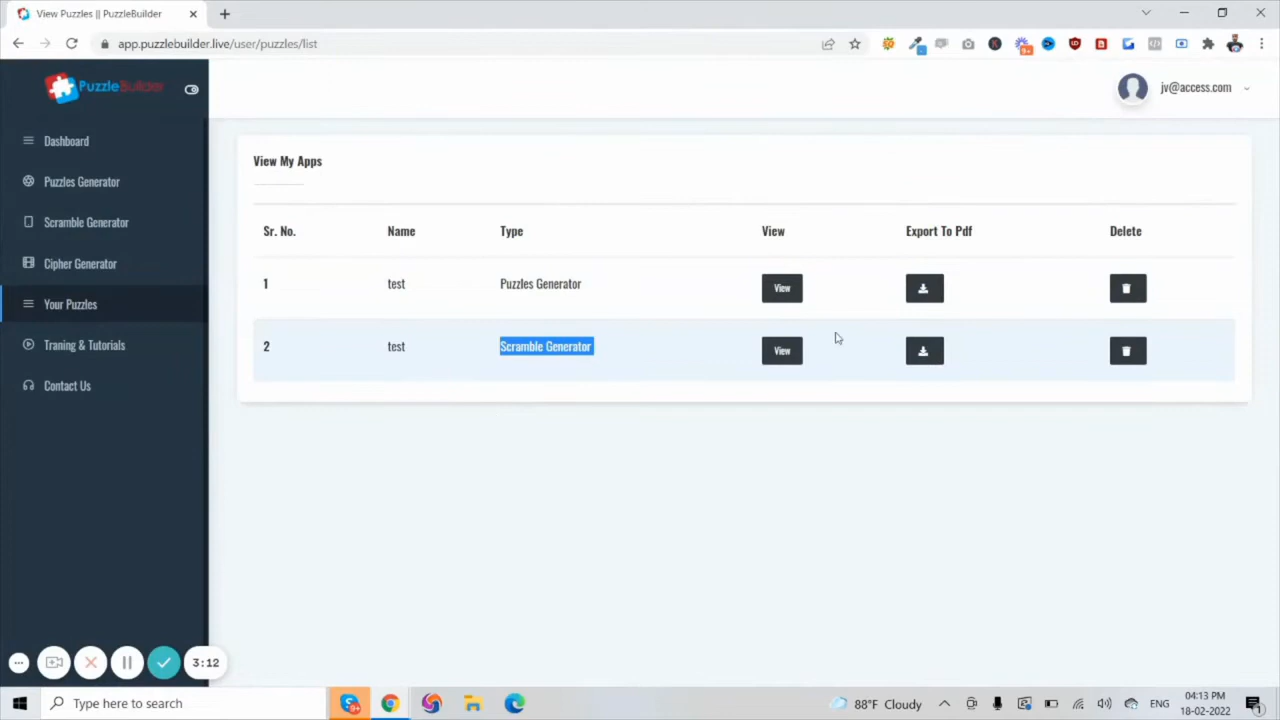 View Puzzles || PuzzleBuilder
app.puzzlebuilder.live/user/puzzles/list
PuzzleBuilder
jv@access.com
Dashboard
Puzzles Generator
Scramble Generator
Cipher Generator
Your Puzzles
Traning & Tutorials
Contact Us
View My Apps
Sr. No. Name Type View Export To Pdf Delete
1 test Puzzles Generator View
2 test Scramble Generator View
3:12
Type here to search
88°F Cloudy
ENG
04:13 PM
18-02-2022